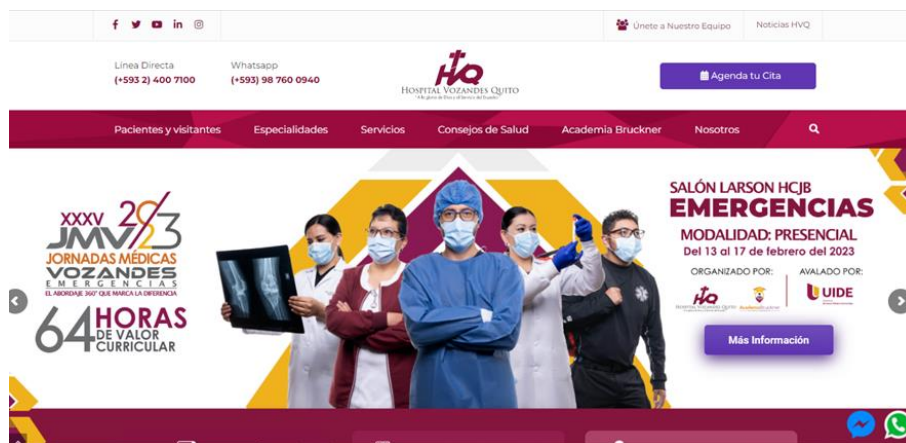 Únete a Nuestro Equipo
Noticias HVQ
Línea Directa
(+593 2) 400 7100
Whatsapp
(+593) 98 760 0940
HOSPITAL VOZANDES QUITO
Agenda tu Cita
Pacientes y visitantes
Especialidades
Servicios
Consejos de Salud
Academia Bruckner
Nosotros
XXXV 2023
JMV
JORNADAS MÉDICAS
VOZANDES
EMERGENCIAS
EL ABORDAJE 360° QUE MARCA LA DIFERENCIA
64 HORAS
DE VALOR
CURRICULAR
SALÓN LARSON HCJB
EMERGENCIAS
MODALIDAD: PRESENCIAL
Del 13 al 17 de febrero del 2023
ORGANIZADO POR:
AVALADO POR:
HOSPITAL VOZANDES QUITO
UIDE
Más Información